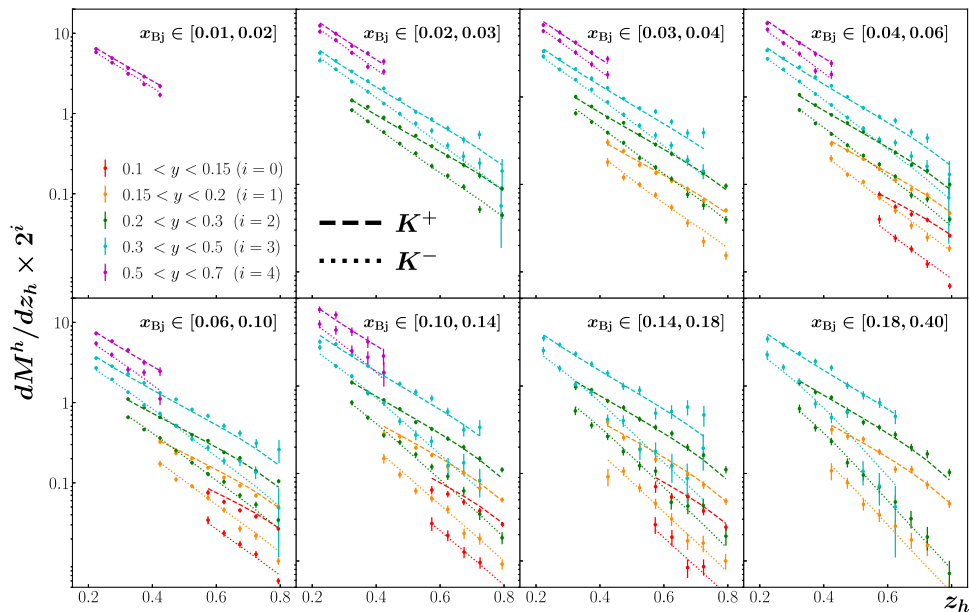 x_Bj ∈ [0.01, 0.02]
x_Bj ∈ [0.02, 0.03]
x_Bj ∈ [0.03, 0.04]
x_Bj ∈ [0.04, 0.06]
10
1
0.1
0.1 < y < 0.15 (i = 0)
0.15 < y < 0.2 (i = 1)
0.2 < y < 0.3 (i = 2)
0.3 < y < 0.5 (i = 3)
0.5 < y < 0.7 (i = 4)
K⁺
K⁻
dM^h/dz_h × 2^i
x_Bj ∈ [0.06, 0.10]
x_Bj ∈ [0.10, 0.14]
x_Bj ∈ [0.14, 0.18]
x_Bj ∈ [0.18, 0.40]
10
1
0.1
0.2 0.4 0.6 0.8 0.2 0.4 0.6 0.8 0.2 0.4 0.6 0.8 0.2 0.4 0.6 0.8
z_h